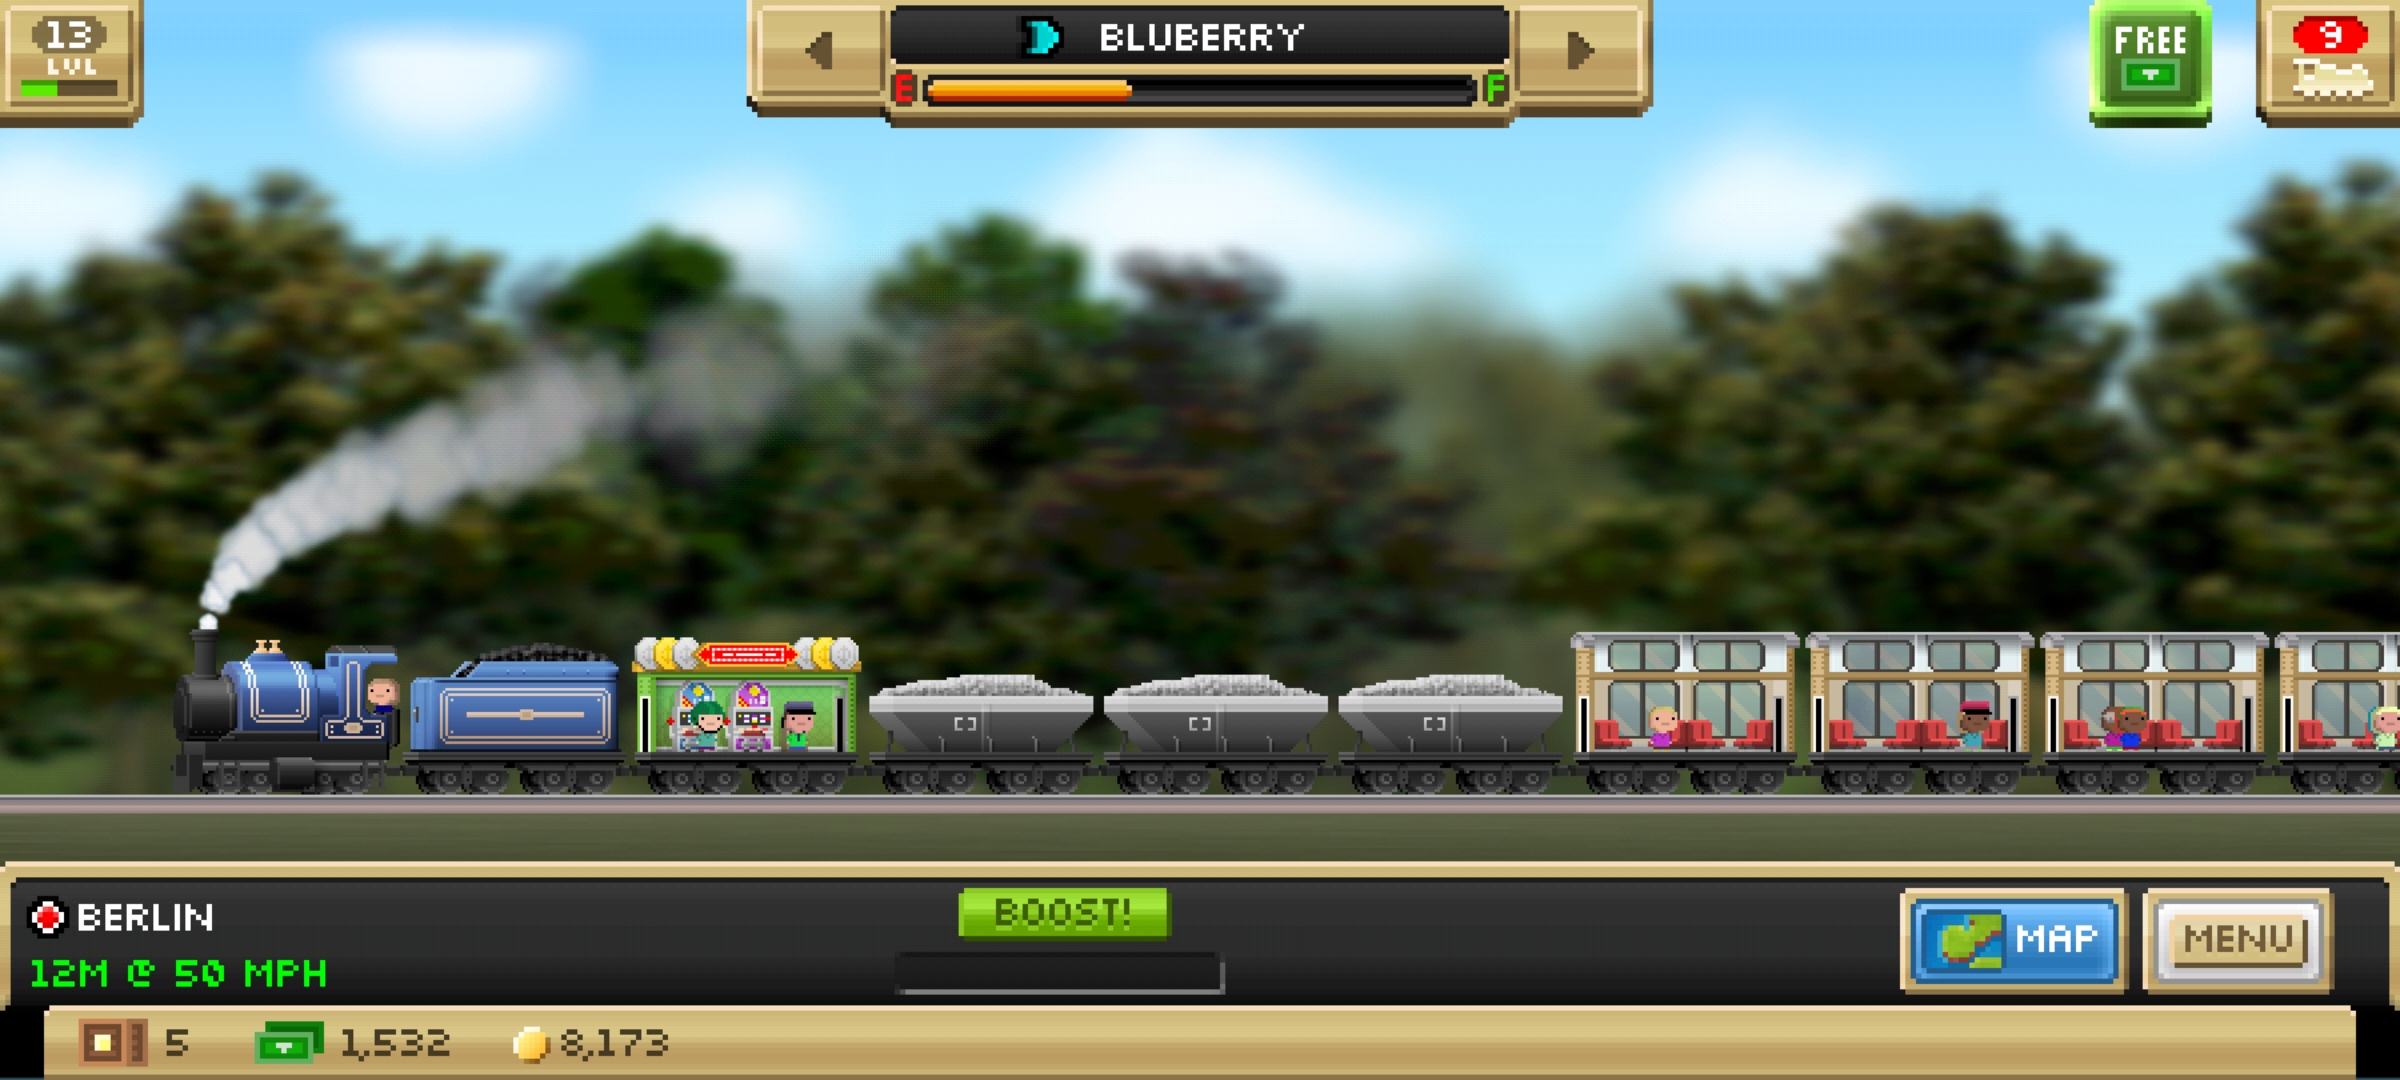 13
LVL
BLUBERRY
E F
FREE
9
BERLIN
12M @ 50 MPH
BOOST!
MAP
MENU
5 1,532 8,173